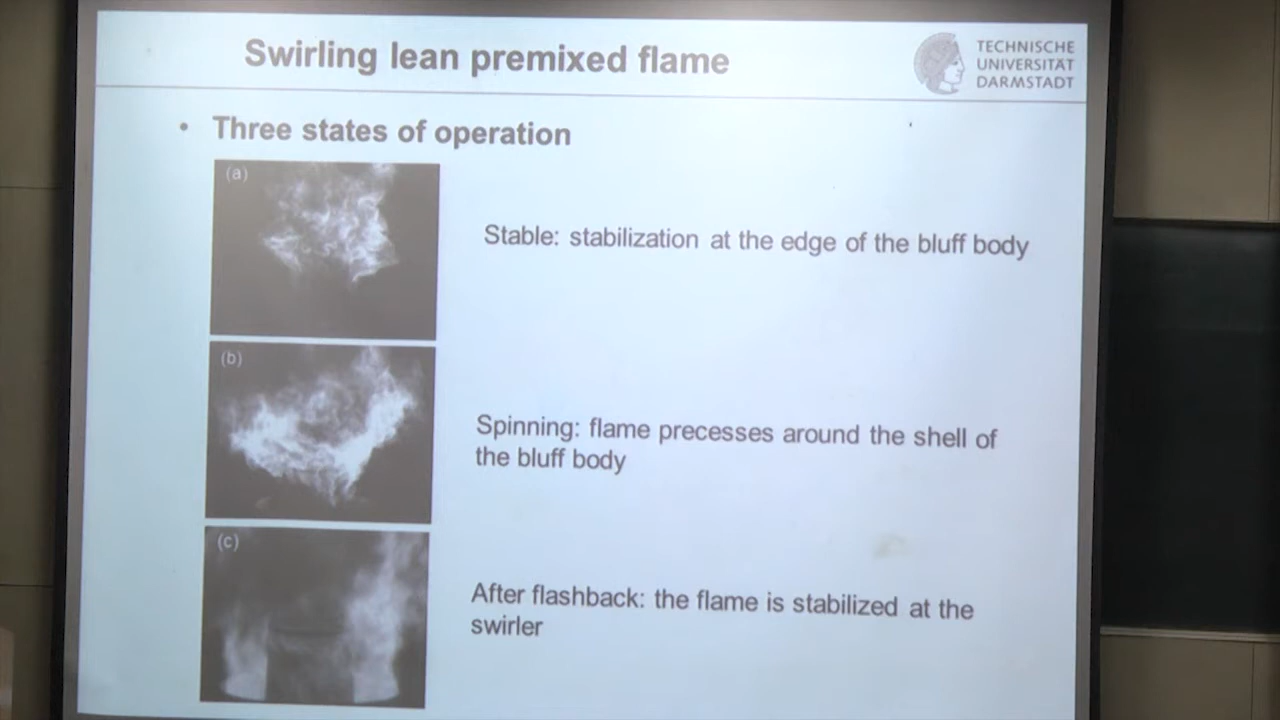 Swirling lean premixed flame
TECHNISCHE
UNIVERSITÄT
DARMSTADT
• Three states of operation
(a)
Stable: stabilization at the edge of the bluff body
(b)
Spinning: flame precesses around the shell of
the bluff body
(c)
After flashback: the flame is stabilized at the
swirler